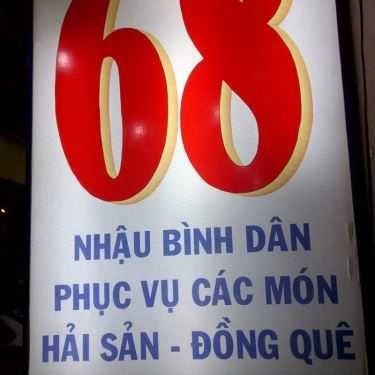 68
NHẬU BÌNH DÂN
PHỤC VỤ CÁC MÓN
HẢI SẢN - ĐỒNG QUÊ